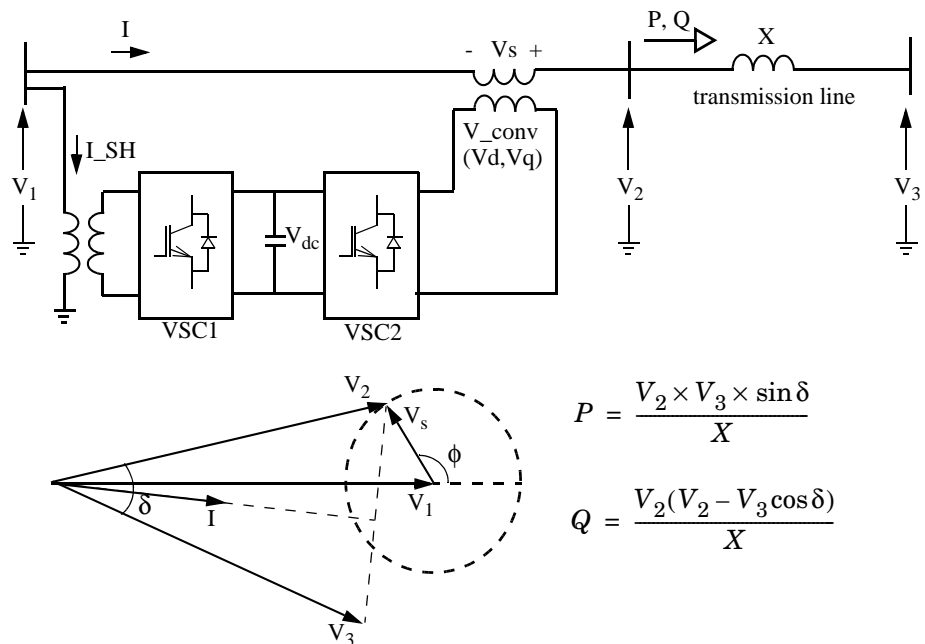 I
- Vs +
P, Q
X
transmission line
V_conv
(Vd,Vq)
I_SH
V1
V2
V3
Vdc
VSC1
VSC2
V2
Vs
ϕ
V1
δ
I
V3
P = V2 × V3 × sin δ / X
Q = V2(V2 – V3 cos δ) / X